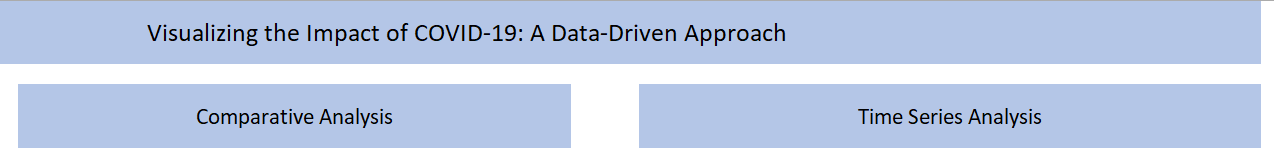 Visualizing the Impact of COVID-19: A Data-Driven Approach
Comparative Analysis
Time Series Analysis